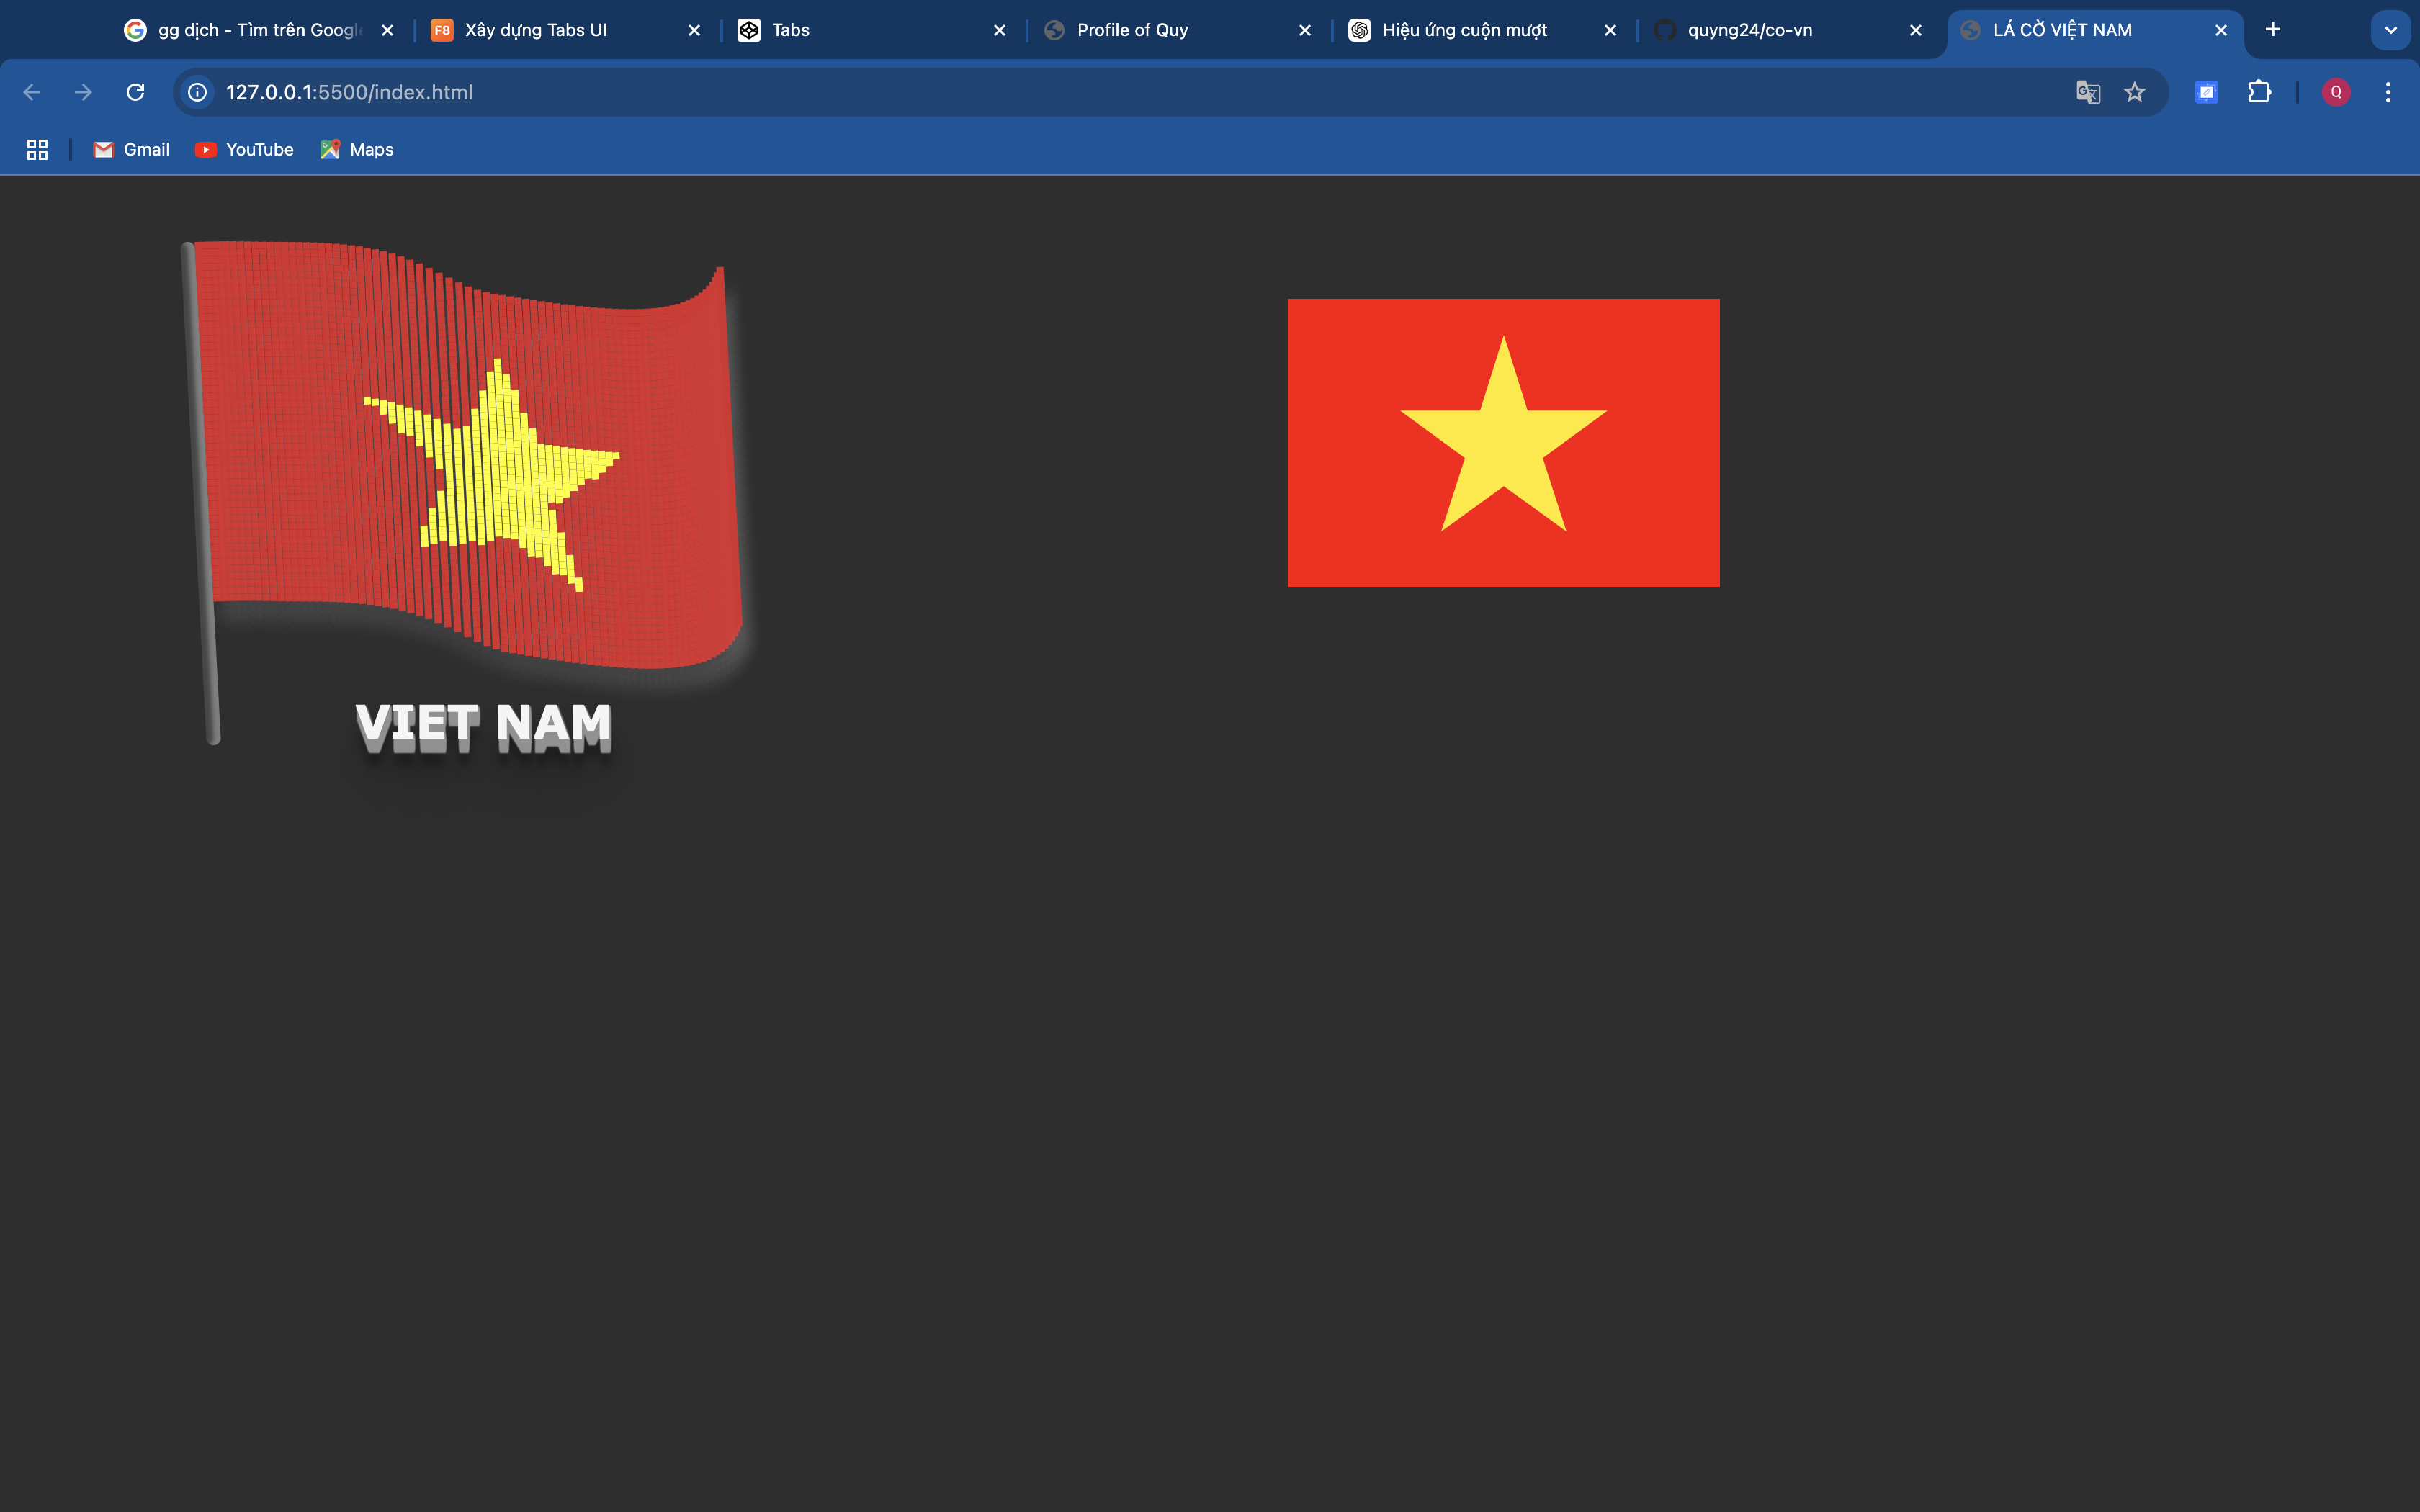 gg dịch - Tìm trên Google
F8 Xây dựng Tabs UI
Tabs
Profile of Quy
Hiệu ứng cuộn mượt
quyng24/co-vn
LÁ CỜ VIỆT NAM
127.0.0.1:5500/index.html
Q
Gmail
YouTube
Maps
VIET NAM